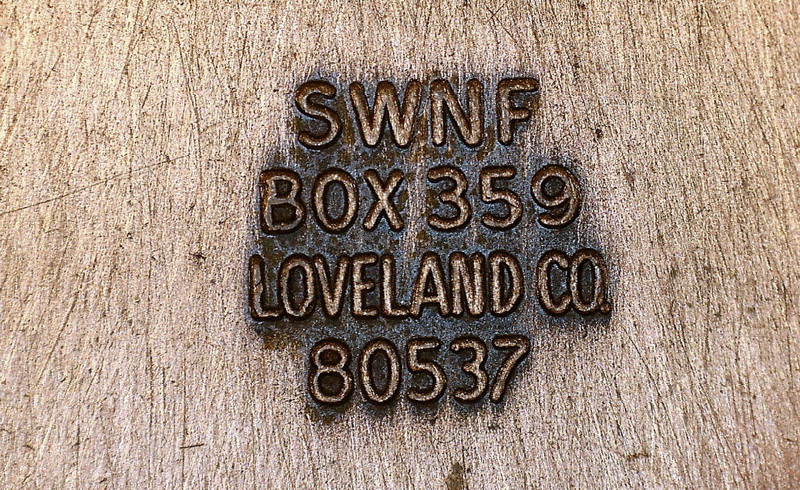 SWNF
BOX 359
LOVELAND CO.
80537